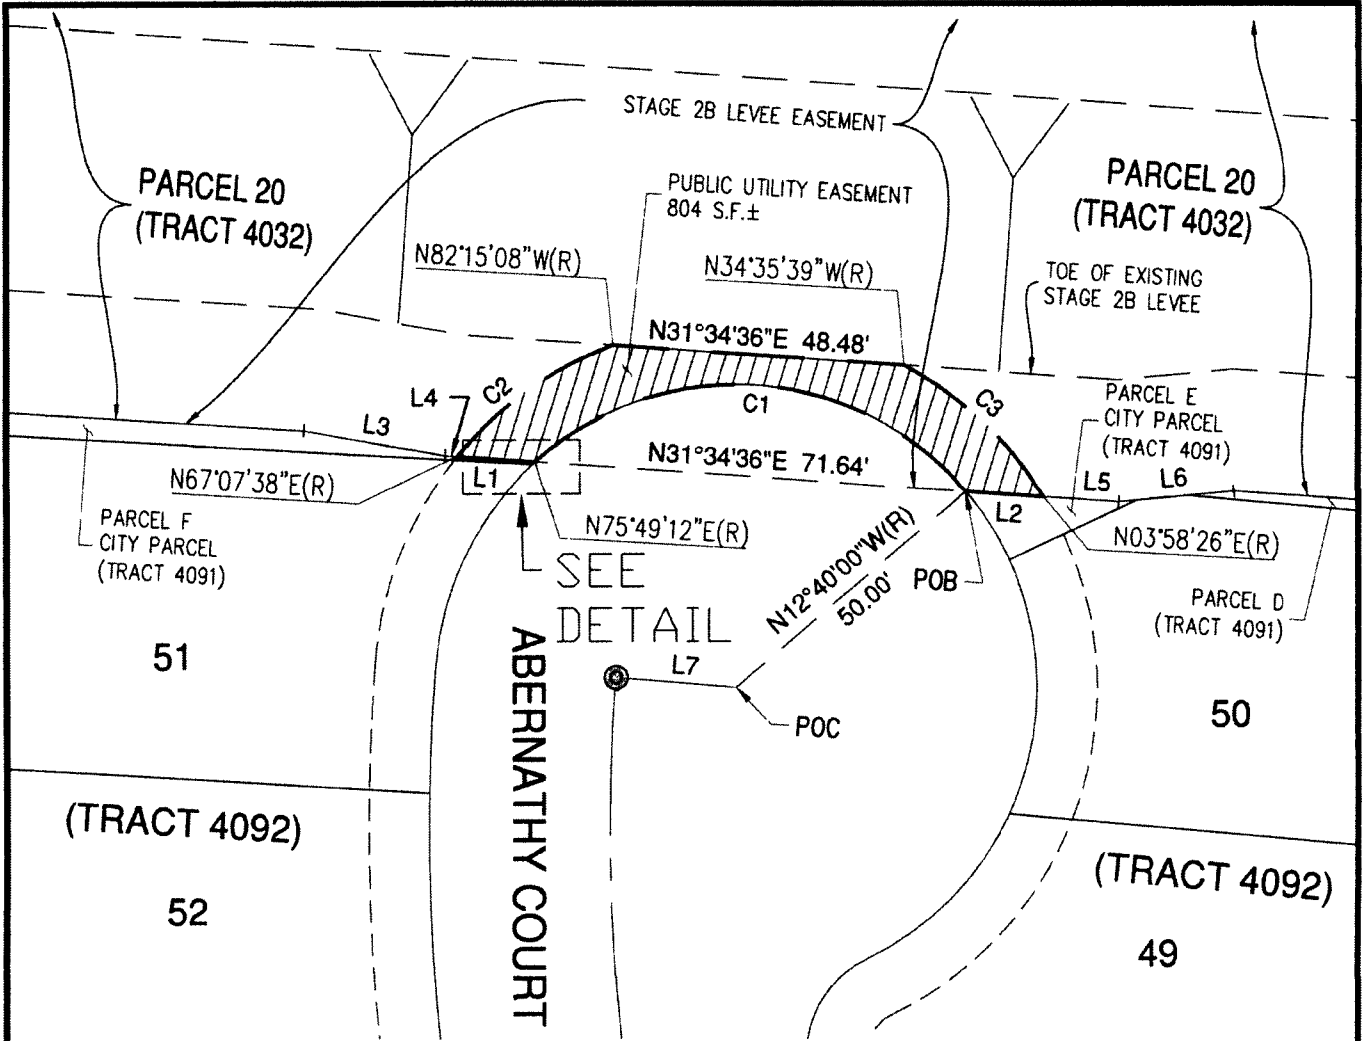 STAGE 2B LEVEE EASEMENT
PARCEL 20
(TRACT 4032)
PUBLIC UTILITY EASEMENT
804 S.F.±
PARCEL 20
(TRACT 4032)
N82°15'08"W(R)
N34°35'39"W(R)
TOE OF EXISTING
STAGE 2B LEVEE
N31°34'36"E 48.48'
L4
C2
C1
C3
PARCEL E
CITY PARCEL
(TRACT 4091)
L3
N31°34'36"E 71.64'
L1
L5
L6
L2
N67°07'38"E(R)
N75°49'12"E(R)
N03°58'26"E(R)
PARCEL F
CITY PARCEL
(TRACT 4091)
SEE
DETAIL
N12°40'00"W(R)
50.00'
POB
PARCEL D
(TRACT 4091)
51
L7
POC
50
ABERNATHY COURT
(TRACT 4092)
52
(TRACT 4092)
49